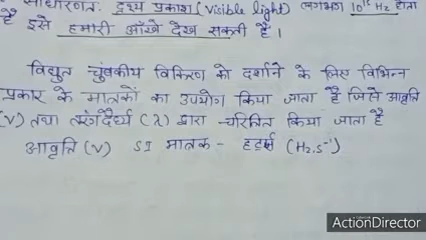 साधारणतः दृश्य प्रकाश (Visible light) लगभग 10¹⁵ Hz होता
है इसे हमारी आँखे देख सकती है।
विद्युत चुंबकीय विकिरण को दर्शाने के लिए विभिन्न
प्रकार के मात्रकों का उपयोग किया जाता है जिसे आवृत्ति
(V) तथा तरंगदैर्ध्य (λ) द्वारा चरित्रित किया जाता है
आवृत्ति (V) SI मात्रक - हर्ट्ज (Hz, s⁻¹)
ActionDirector